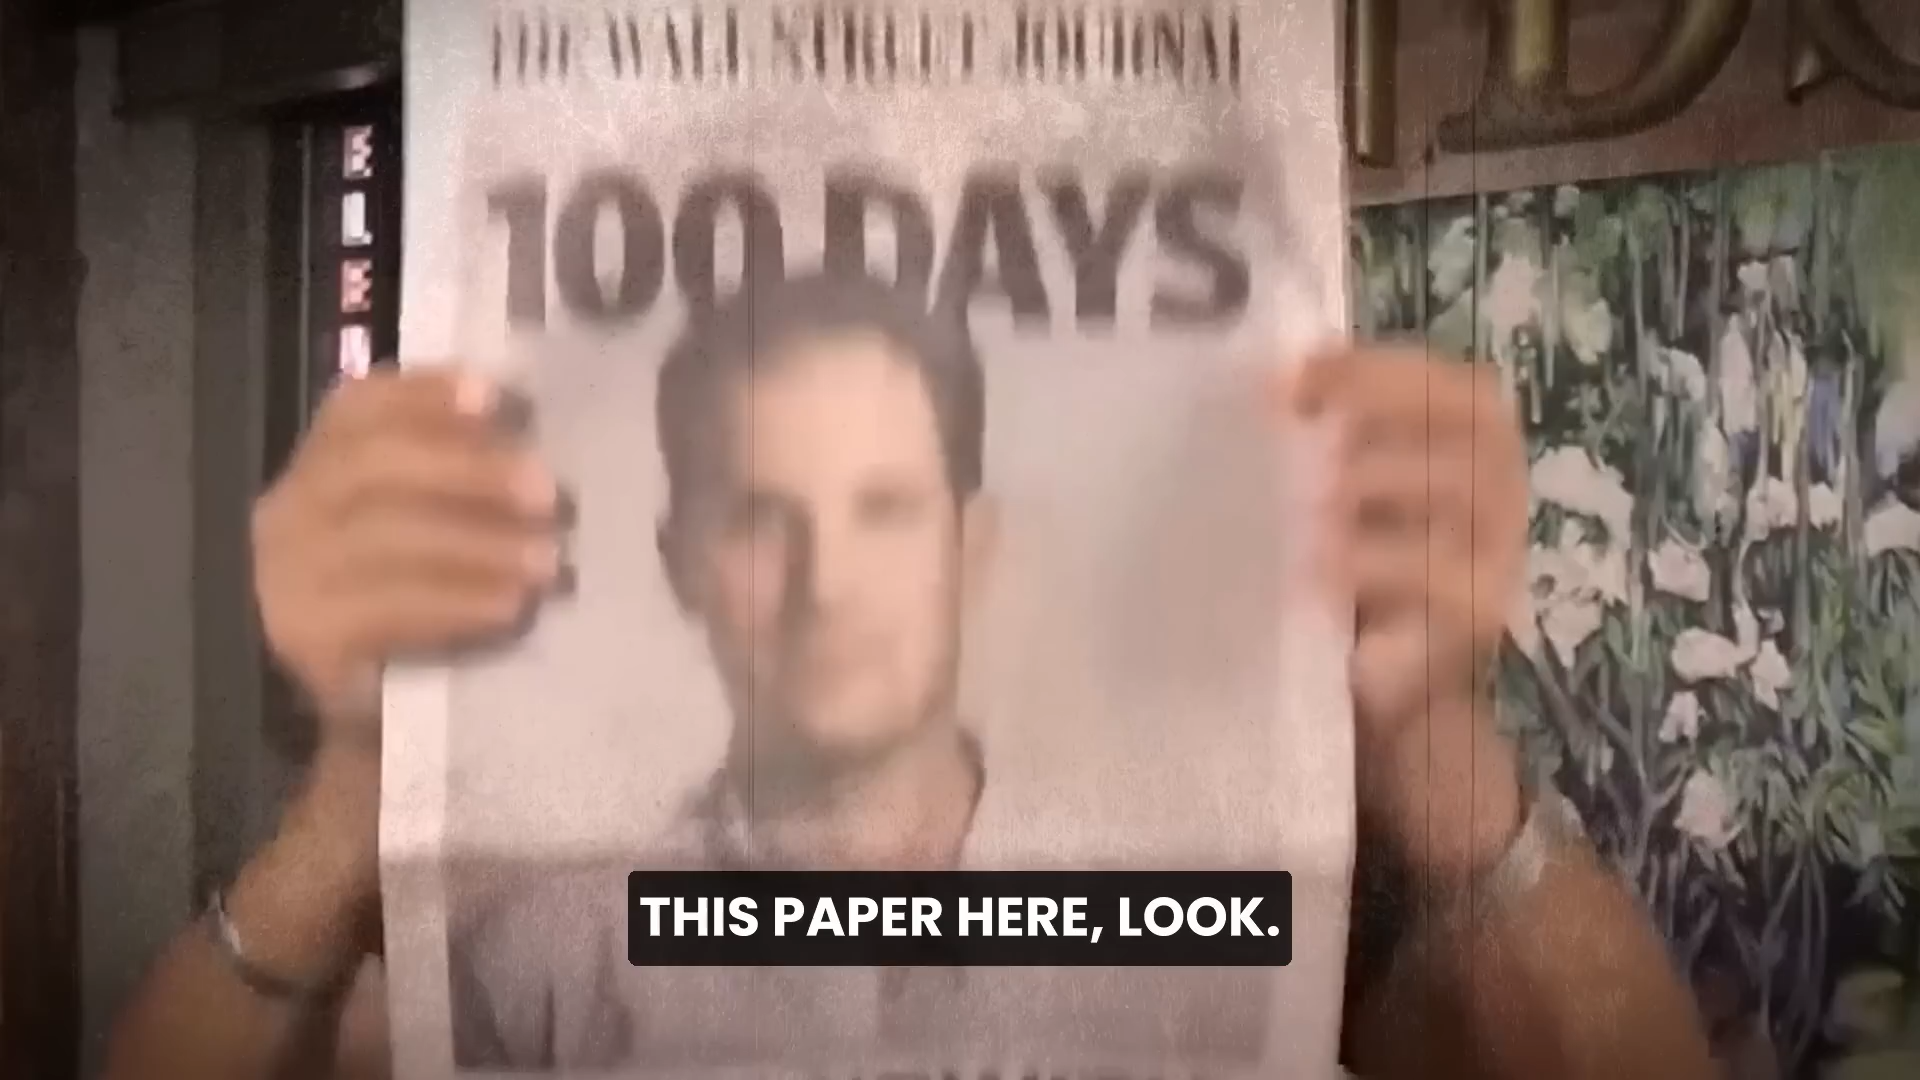 THE WALL STREET JOURNAL
100 DAYS
E
L
E
THIS PAPER HERE, LOOK.